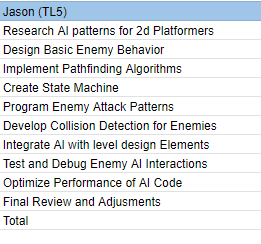 Jason (TL5)
Research AI patterns for 2d Platformers
Design Basic Enemy Behavior
Implement Pathfinding Algorithms
Create State Machine
Program Enemy Attack Patterns
Develop Collision Detection for Enemies
Integrate AI with level design Elements
Test and Debug Enemy AI Interactions
Optimize Performance of AI Code
Final Review and Adjusments
Total